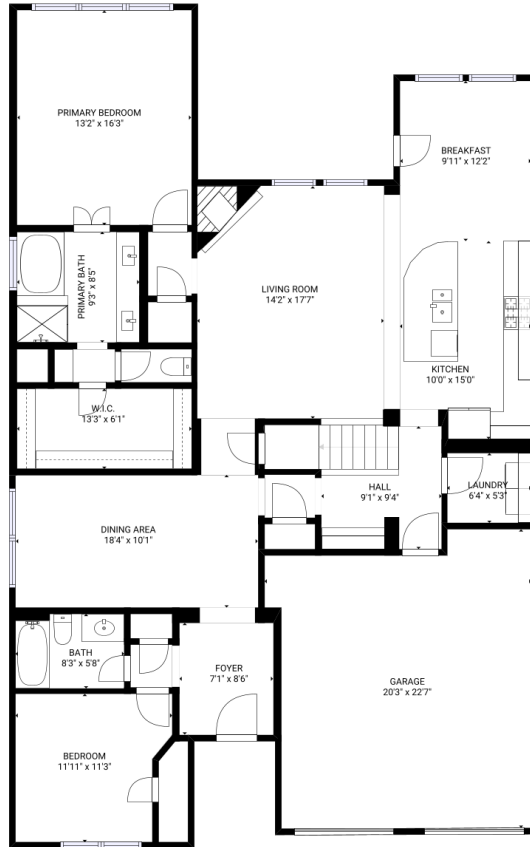 PRIMARY BEDROOM
13'2" x 16'3"
BREAKFAST
9'11" x 12'2"
PRIMARY BATH
9'3" x 8'5"
LIVING ROOM
14'2" x 17'7"
KITCHEN
10'0" x 15'0"
W.I.C.
13'3" x 6'1"
HALL
9'1" x 9'4"
LAUNDRY
6'4" x 5'3"
DINING AREA
18'4" x 10'1"
BATH
8'3" x 5'8"
FOYER
7'1" x 8'6"
GARAGE
20'3" x 22'7"
BEDROOM
11'11" x 11'3"